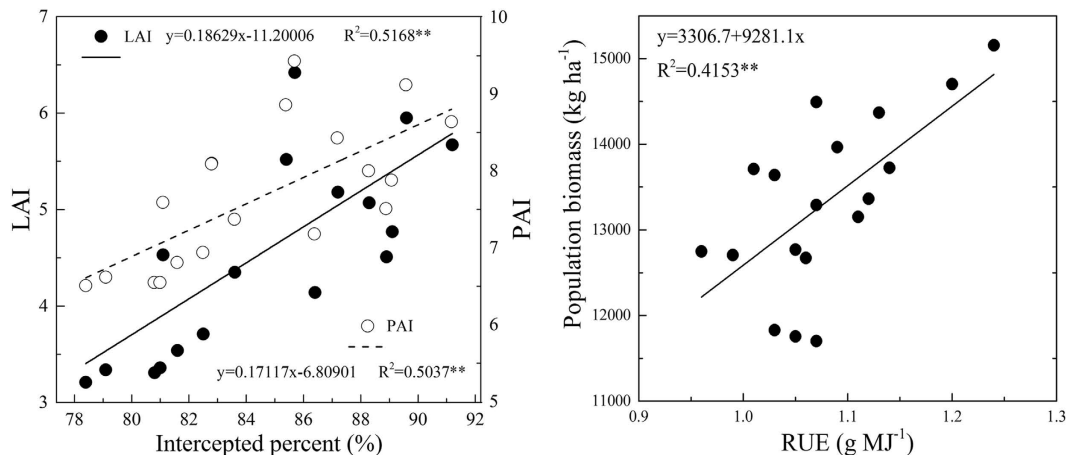 LAI y=0.18629x-11.20006 R²=0.5168**
PAI
y=0.17117x-6.80901 R²=0.5037**
7
6
5
4
3
LAI
10
9
8
7
6
5
PAI
78 80 82 84 86 88 90 92
Intercepted percent (%)
y=3306.7+9281.1x
R²=0.4153**
15000
14000
13000
12000
11000
Population biomass (kg ha⁻¹)
0.9 1.0 1.1 1.2 1.3
RUE (g MJ⁻¹)